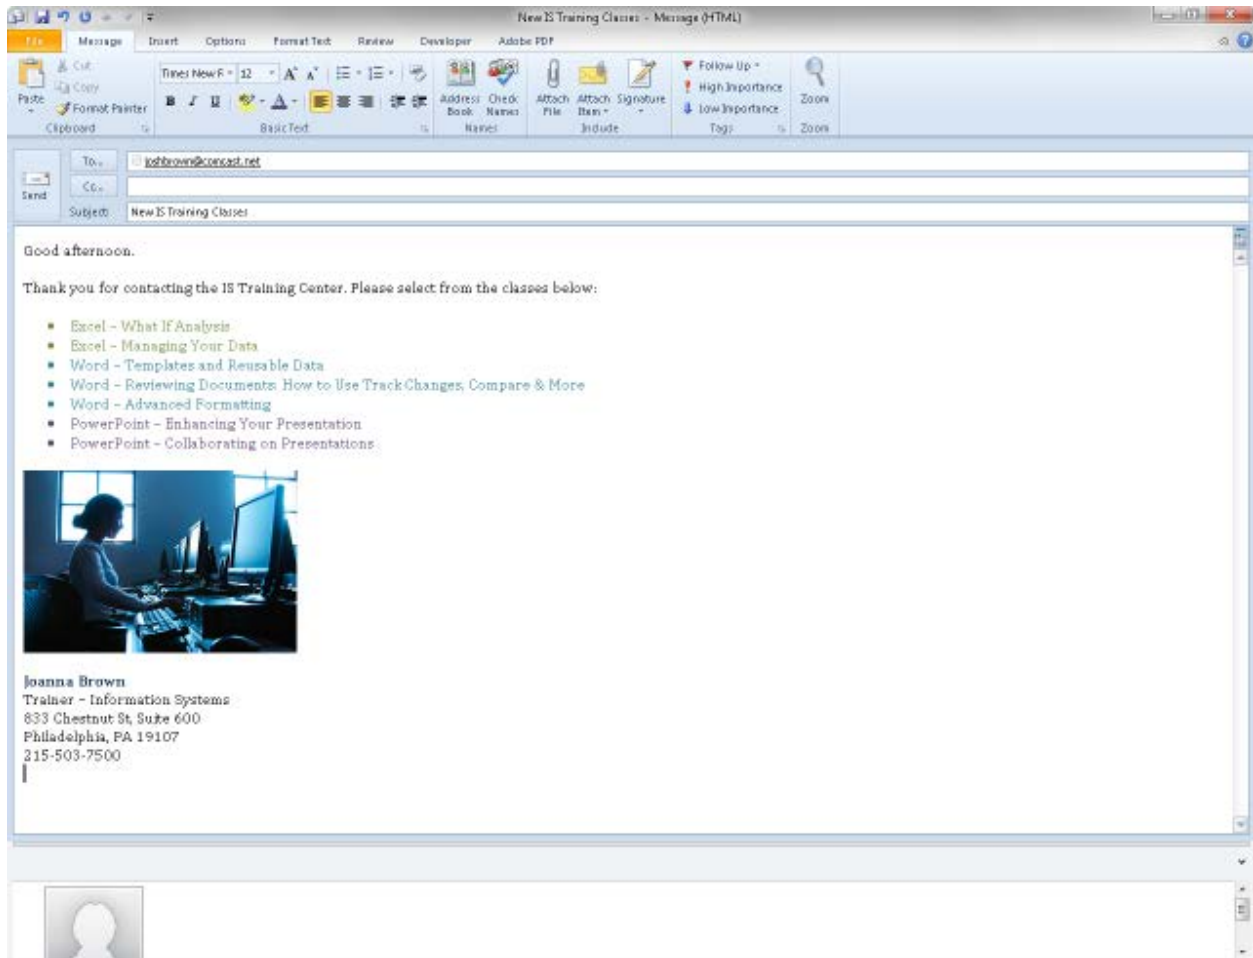 New IS Training Classes - Message (HTML)
File Message Insert Options Format Text Review Developer Adobe PDF
Paste
Cut
Copy
Format Painter
Clipboard
Times New R 12
B I U
Basic Text
Address Book
Check Names
Names
Attach File
Attach Item
Signature
Include
Follow Up
High Importance
Low Importance
Tags
Zoom
Zoom
Send
To...
joshbrown@comcast.net
Cc...
Subject:
New IS Training Classes
Good afternoon.
Thank you for contacting the IS Training Center. Please select from the classes below:
Excel – What If Analysis
Excel – Managing Your Data
Word – Templates and Reusable Data
Word – Reviewing Documents: How to Use Track Changes, Compare & More
Word – Advanced Formatting
PowerPoint – Enhancing Your Presentation
PowerPoint – Collaborating on Presentations
Joanna Brown
Trainer – Information Systems
833 Chestnut St, Suite 600
Philadelphia, PA 19107
215-503-7500